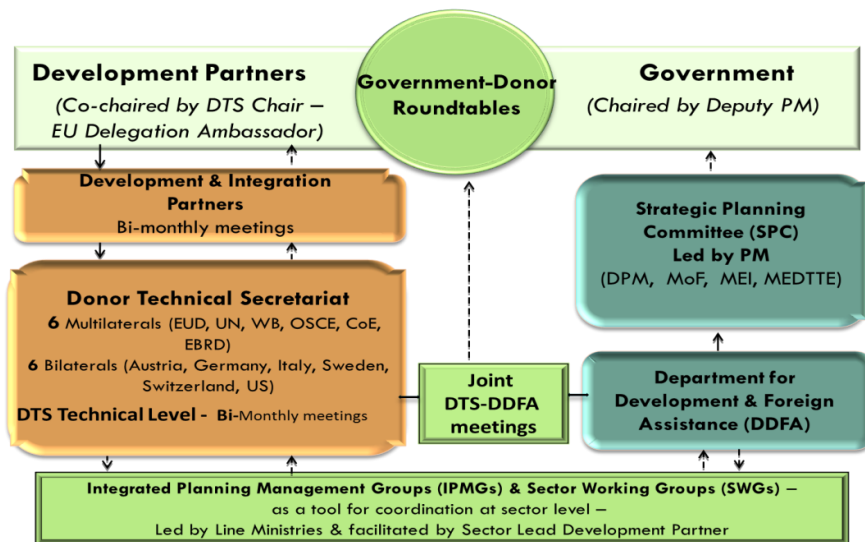 Development Partners
(Co-chaired by DTS Chair –
EU Delegation Ambassador)
Government-Donor
Roundtables
Government
(Chaired by Deputy PM)
Development & Integration
Partners
Bi-monthly meetings
Strategic Planning
Committee (SPC)
Led by PM
(DPM, MoF, MEI, MEDTTE)
Donor Technical Secretariat
6 Multilaterals (EUD, UN, WB, OSCE, CoE,
EBRD)
6 Bilaterals (Austria, Germany, Italy, Sweden,
Switzerland, US)
DTS Technical Level - Bi-Monthly meetings
Joint
DTS-DDFA
meetings
Department for
Development & Foreign
Assistance (DDFA)
Integrated Planning Management Groups (IPMGs) & Sector Working Groups (SWGs) –
as a tool for coordination at sector level –
Led by Line Ministries & facilitated by Sector Lead Development Partner